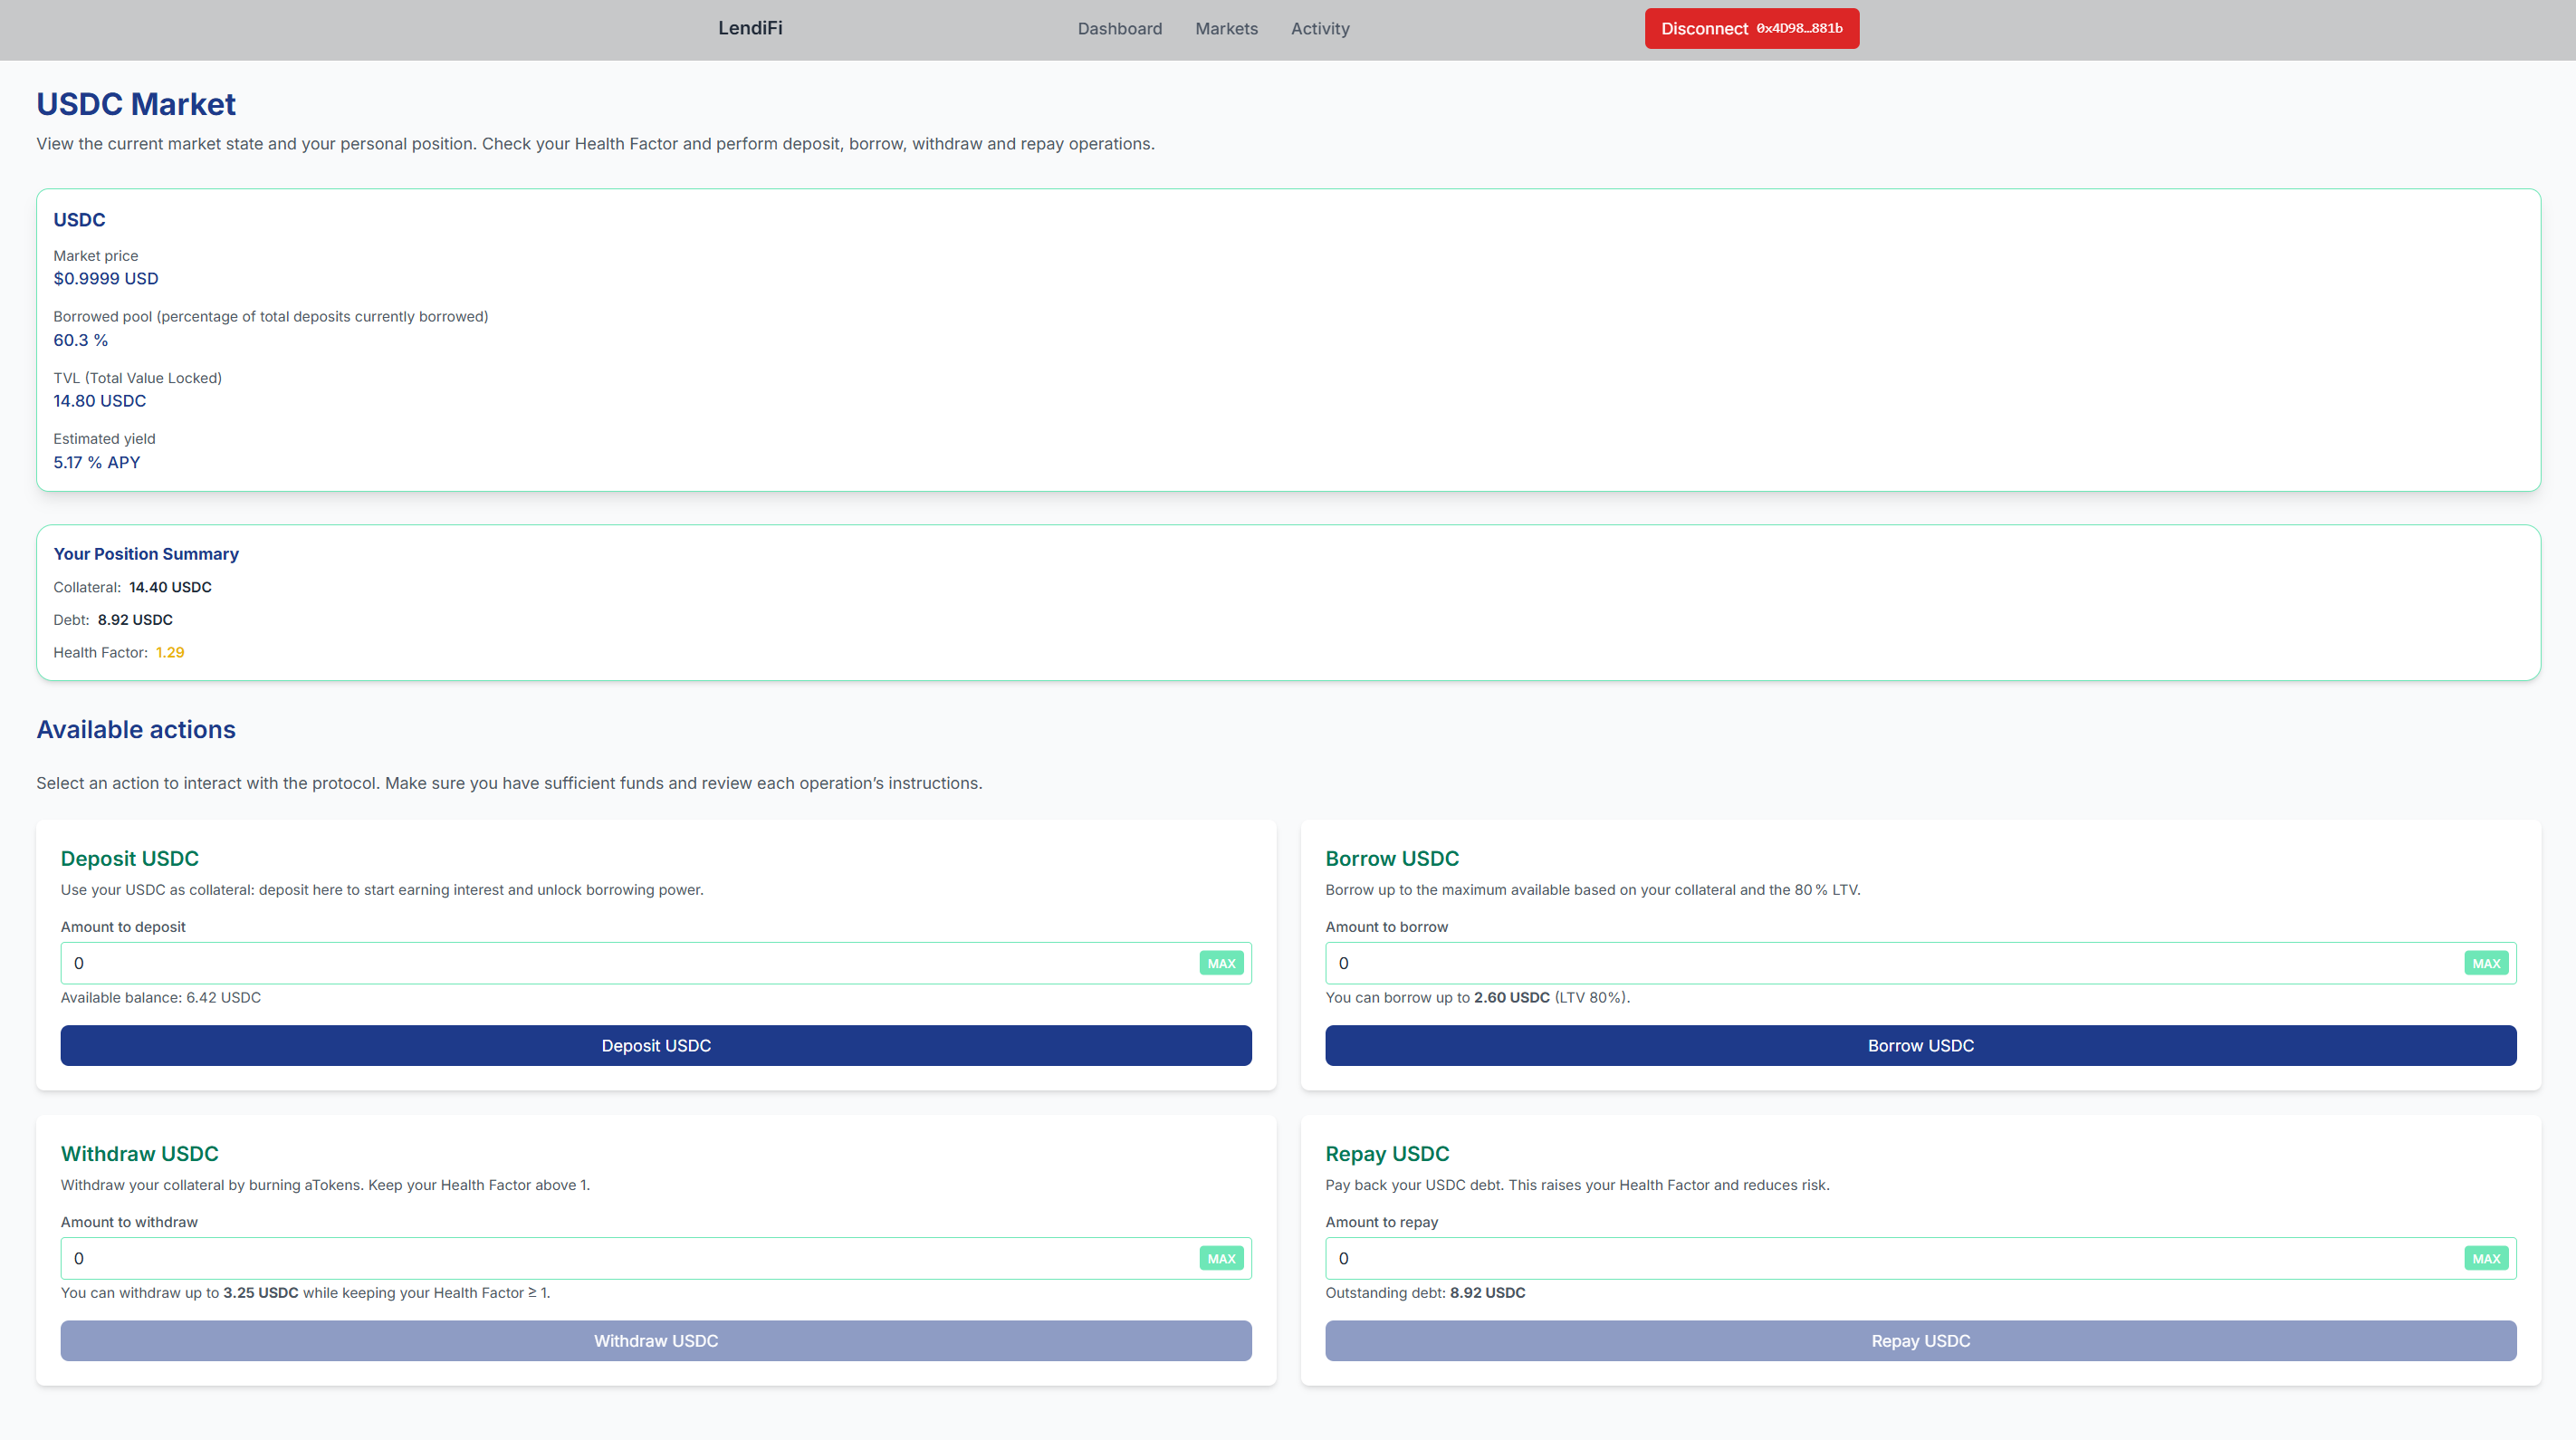 LendiFi
Dashboard
Markets
Activity
Disconnect 0x4D98…881b
USDC Market
View the current market state and your personal position. Check your Health Factor and perform deposit, borrow, withdraw and repay operations.
USDC
Market price
$0.9999 USD
Borrowed pool (percentage of total deposits currently borrowed)
60.3 %
TVL (Total Value Locked)
14.80 USDC
Estimated yield
5.17 % APY
Your Position Summary
Collateral: 14.40 USDC
Debt: 8.92 USDC
Health Factor: 1.29
Available actions
Select an action to interact with the protocol. Make sure you have sufficient funds and review each operation’s instructions.
Deposit USDC
Use your USDC as collateral: deposit here to start earning interest and unlock borrowing power.
Amount to deposit
0
MAX
Available balance: 6.42 USDC
Deposit USDC
Borrow USDC
Borrow up to the maximum available based on your collateral and the 80 % LTV.
Amount to borrow
0
MAX
You can borrow up to 2.60 USDC (LTV 80%).
Borrow USDC
Withdraw USDC
Withdraw your collateral by burning aTokens. Keep your Health Factor above 1.
Amount to withdraw
0
MAX
You can withdraw up to 3.25 USDC while keeping your Health Factor ≥ 1.
Withdraw USDC
Repay USDC
Pay back your USDC debt. This raises your Health Factor and reduces risk.
Amount to repay
0
MAX
Outstanding debt: 8.92 USDC
Repay USDC